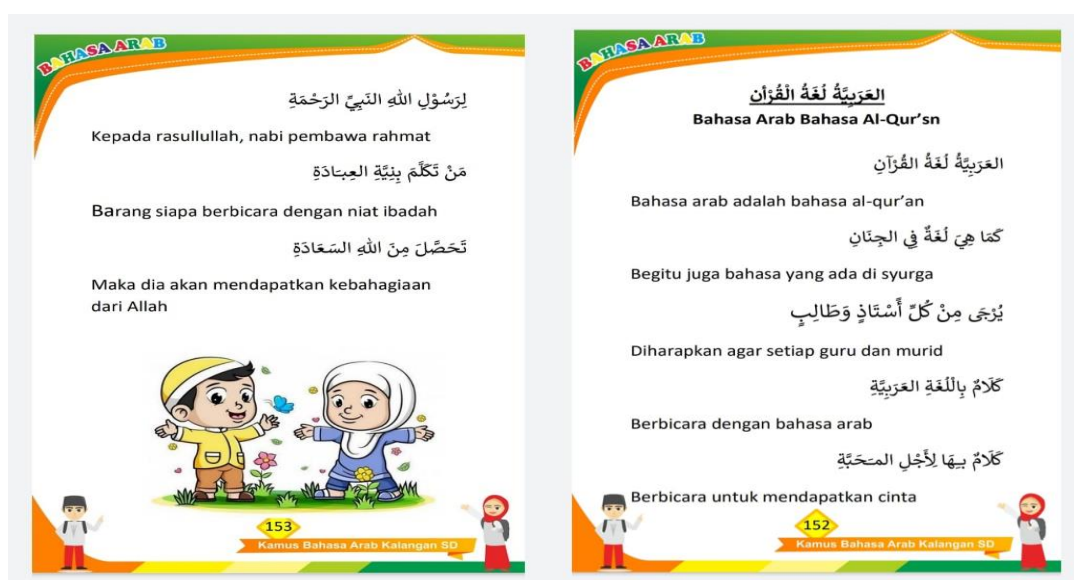 BAHASA ARAB
لِرَسُوْلِ اللهِ النَبِيِّ الرَحْمَةِ
Kepada rasullullah, nabi pembawa rahmat
مَنْ تَكَلَّمَ بِنِيَّةِ العِبَادَةِ
Barang siapa berbicara dengan niat ibadah
تَحَصَّلَ مِنَ اللهِ السَعَادَةِ
Maka dia akan mendapatkan kebahagiaan
dari Allah
153
Kamus Bahasa Arab Kalangan SD
BAHASA ARAB
العَرَبِيَّةُ لُغَةُ الْقُرْاٰن
Bahasa Arab Bahasa Al-Qur’sn
العَرَبِيَّةُ لُغَةُ القُرْآنِ
Bahasa arab adalah bahasa al-qur’an
كَمَا هِيَ لُغَةٌ فِي الجِنَانِ
Begitu juga bahasa yang ada di syurga
يُرْجَى مِنْ كُلِّ أَسْتَاذٍ وَطَالِبٍ
Diharapkan agar setiap guru dan murid
كَلَامٌ بِالْلُغَةِ العَرَبِيَّةِ
Berbicara dengan bahasa arab
كَلَامٌ بِهَا لِأَجْلِ المَحَبَّةِ
Berbicara untuk mendapatkan cinta
152
Kamus Bahasa Arab Kalangan SD